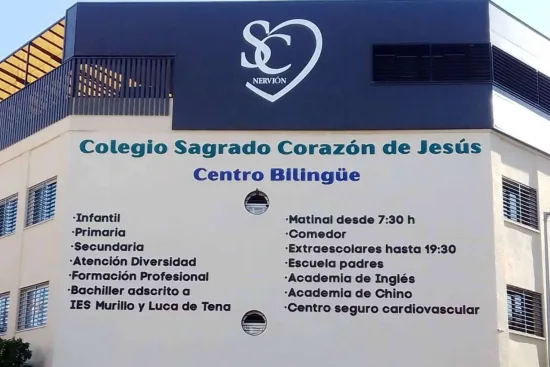 SC
NERVIÓN
Colegio Sagrado Corazón de Jesús
Centro Bilingüe
·Infantil
·Primaria
·Secundaria
·Atención Diversidad
·Formación Profesional
·Bachiller adscrito a
IES Murillo y Luca de Tena
·Matinal desde 7:30 h
·Comedor
·Extraescolares hasta 19:30
·Escuela padres
·Academia de Inglés
·Academia de Chino
·Centro seguro cardiovascular